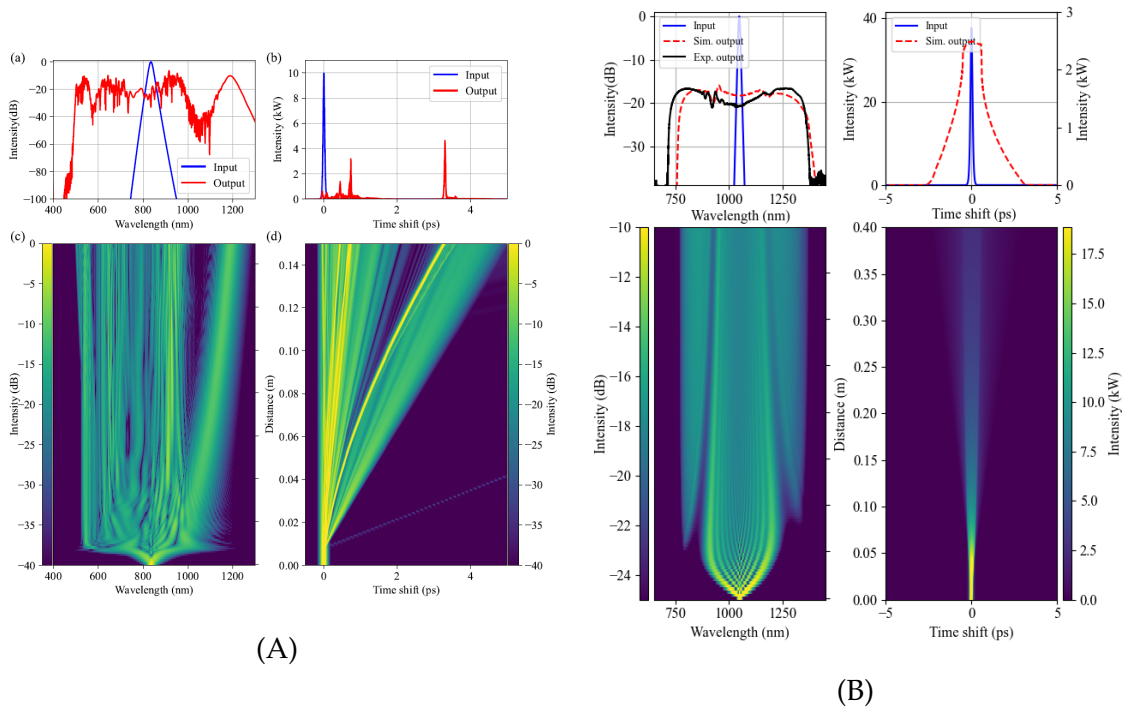 (a)
0
−20
−40
−60
−80
−100
Intensity(dB)
400 600 800 1000 1200
Wavelength (nm)
Input
Output
(b)
10
8
6
4
2
0
Intensity (kW)
0 2 4
Time shift (ps)
Input
Output
(c)
0
−5
−10
−15
−20
−25
−30
−35
−40
Intensity (dB)
400 600 800 1000 1200
Wavelength (nm)
(d)
0.14
0.12
0.10
0.08
0.06
0.04
0.02
0.00
Distance (m)
0 2 4
Time shift (ps)
0
−5
−10
−15
−20
−25
−30
−35
−40
Intensity (dB)
(A)
0
−10
−20
−30
Intensity(dB)
750 1000 1250
Wavelength (nm)
Input
Sim. output
Exp. output
40
20
0
Intensity (kW)
−5 0 5
Time shift (ps)
Input
Sim. output
3
2
1
0
Intensity (kW)
−10
−12
−14
−16
−18
−20
−22
−24
Intensity (dB)
750 1000 1250
Wavelength (nm)
0.40
0.35
0.30
0.25
0.20
0.15
0.10
0.05
0.00
Distance (m)
−5 0 5
Time shift (ps)
17.5
15.0
12.5
10.0
7.5
5.0
2.5
0.0
Intensity (kW)
(B)